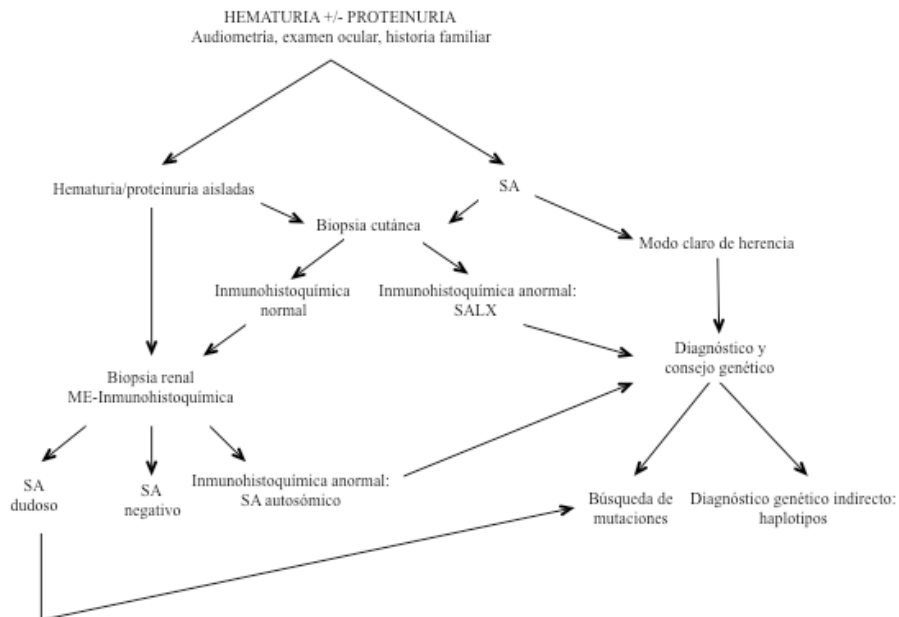 HEMATURIA +/- PROTEINURIA
Audiometría, examen ocular, historia familiar
Hematuria/proteinuria aisladas
SA
Biopsia cutánea
Modo claro de herencia
Inmunohistoquímica
normal
Inmunohistoquímica anormal:
SALX
Diagnóstico y
consejo genético
Biopsia renal
ME-Inmunohistoquímica
SA
dudoso
SA
negativo
Inmunohistoquímica anormal:
SA autosómico
Búsqueda de
mutaciones
Diagnóstico genético indirecto:
haplotipos